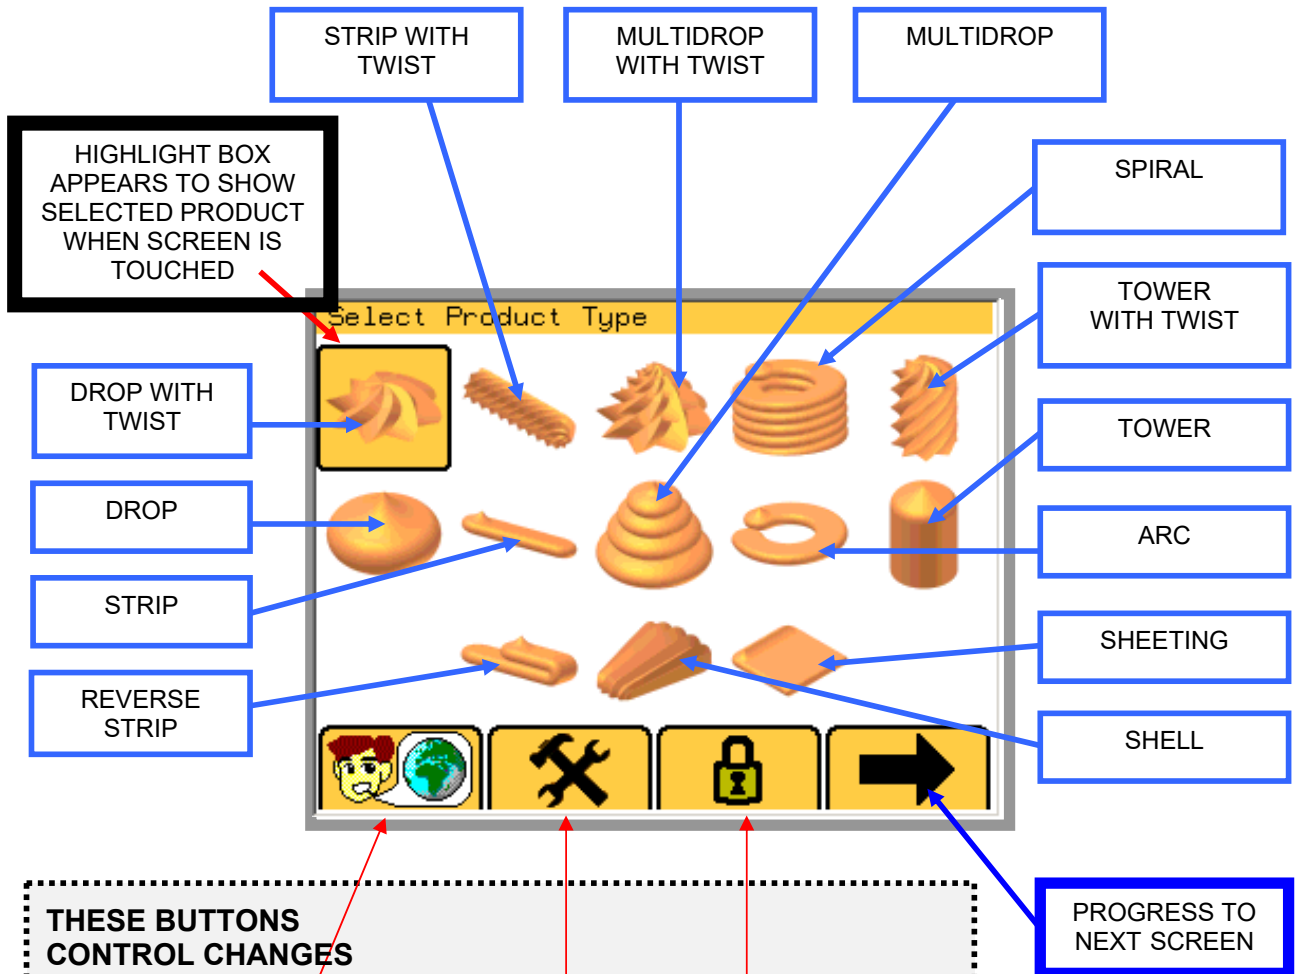 STRIP WITH
TWIST
MULTIDROP
WITH TWIST
MULTIDROP
HIGHLIGHT BOX
APPEARS TO SHOW
SELECTED PRODUCT
WHEN SCREEN IS
TOUCHED
SPIRAL
TOWER
WITH TWIST
Select Product Type
DROP WITH
TWIST
TOWER
DROP
ARC
STRIP
SHEETING
REVERSE
STRIP
SHELL
THESE BUTTONS
CONTROL CHANGES
PROGRESS TO
NEXT SCREEN